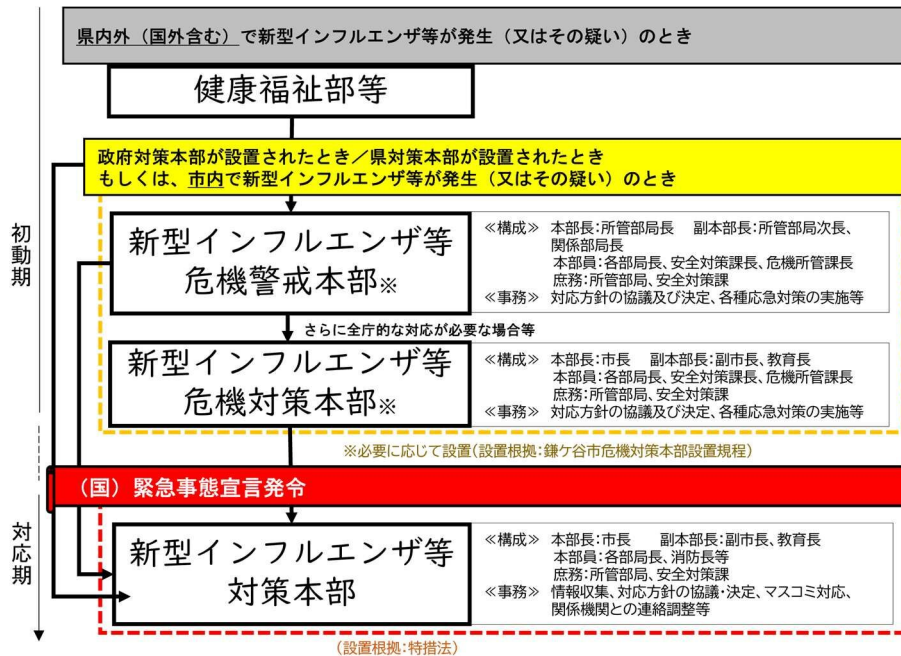 県内外（国外含む）で新型インフルエンザ等が発生（又はその疑い）のとき
健康福祉部等
政府対策本部が設置されたとき／県対策本部が設置されたとき
もしくは、市内で新型インフルエンザ等が発生（又はその疑い）のとき
初動期
新型インフルエンザ等
危機警戒本部※
≪構成≫ 本部長：所管部局長 副本部長：所管部局次長、
関係部局長
本部員：各部局長、安全対策課長、危機所管課長
庶務：所管部局、安全対策課
≪事務≫ 対応方針の協議及び決定、各種応急対策の実施等
さらに全庁的な対応が必要な場合等
新型インフルエンザ等
危機対策本部※
≪構成≫ 本部長：市長 副本部長：副市長、教育長
本部員：各部局長、安全対策課長、危機所管課長
庶務：所管部局、安全対策課
≪事務≫ 対応方針の協議及び決定、各種応急対策の実施等
※必要に応じて設置（設置根拠：鎌ケ谷市危機対策本部設置規程）
（国）緊急事態宣言発令
対応期
新型インフルエンザ等
対策本部
≪構成≫ 本部長：市長 副本部長：副市長、教育長
本部員：各部局長、消防長等
庶務：所管部局、安全対策課
≪事務≫ 情報収集、対応方針の協議・決定、マスコミ対応、
関係機関との連絡調整等
（設置根拠：特措法）